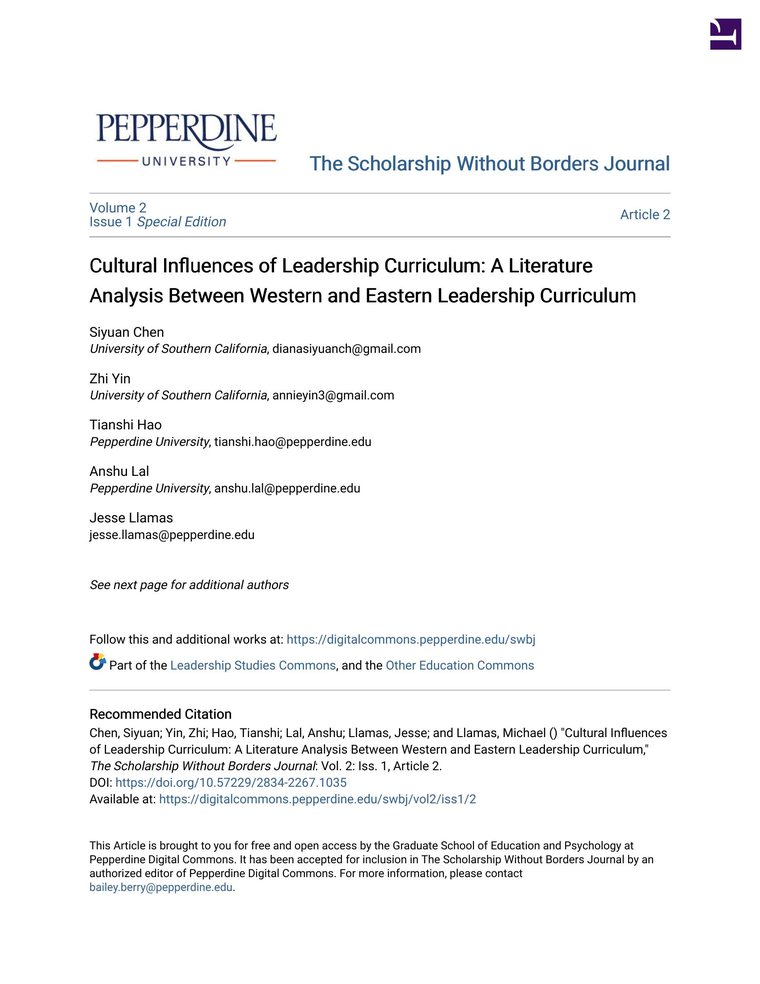 PEPPERDINE
UNIVERSITY
The Scholarship Without Borders Journal
Volume 2
Issue 1 Special Edition
Article 2
Cultural Influences of Leadership Curriculum: A Literature
Analysis Between Western and Eastern Leadership Curriculum
Siyuan Chen
University of Southern California, dianasiyuanch@gmail.com
Zhi Yin
University of Southern California, annieyin3@gmail.com
Tianshi Hao
Pepperdine University, tianshi.hao@pepperdine.edu
Anshu Lal
Pepperdine University, anshu.lal@pepperdine.edu
Jesse Llamas
jesse.llamas@pepperdine.edu
See next page for additional authors
Follow this and additional works at: https://digitalcommons.pepperdine.edu/swbj
Part of the Leadership Studies Commons, and the Other Education Commons
Recommended Citation
Chen, Siyuan; Yin, Zhi; Hao, Tianshi; Lal, Anshu; Llamas, Jesse; and Llamas, Michael () "Cultural Influences
of Leadership Curriculum: A Literature Analysis Between Western and Eastern Leadership Curriculum,"
The Scholarship Without Borders Journal: Vol. 2: Iss. 1, Article 2.
DOI: https://doi.org/10.57229/2834-2267.1035
Available at: https://digitalcommons.pepperdine.edu/swbj/vol2/iss1/2
This Article is brought to you for free and open access by the Graduate School of Education and Psychology at
Pepperdine Digital Commons. It has been accepted for inclusion in The Scholarship Without Borders Journal by an
authorized editor of Pepperdine Digital Commons. For more information, please contact
bailey.berry@pepperdine.edu.